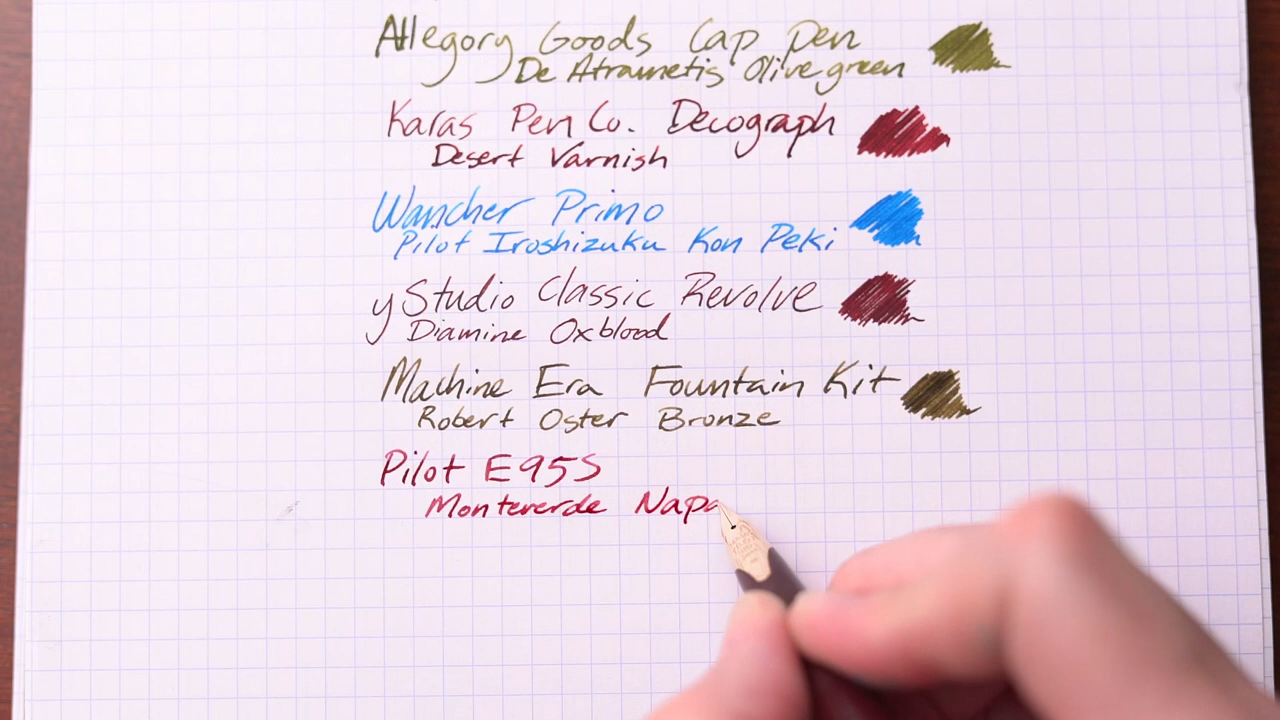 Allegory Goods Cap Pen
De Atrametis Olive green
Karas Pen Co. Decograph
Desert Varnish
Wancher Primo
Pilot Iroshizuku Kon Peki
yStudio Classic Revolve
Diamine Oxblood
Machine Era Fountain Kit
Robert Oster Bronze
Pilot E95S
Monteverde Napa